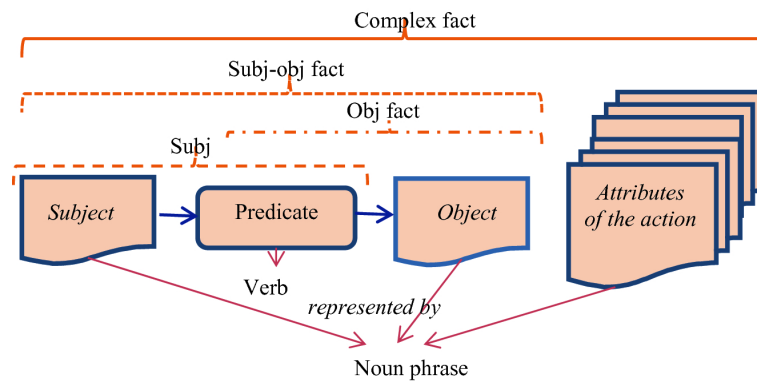 Complex fact
Subj-obj fact
Obj fact
Subj
Subject
Predicate
Object
Attributes
of the action
Verb
represented by
Noun phrase